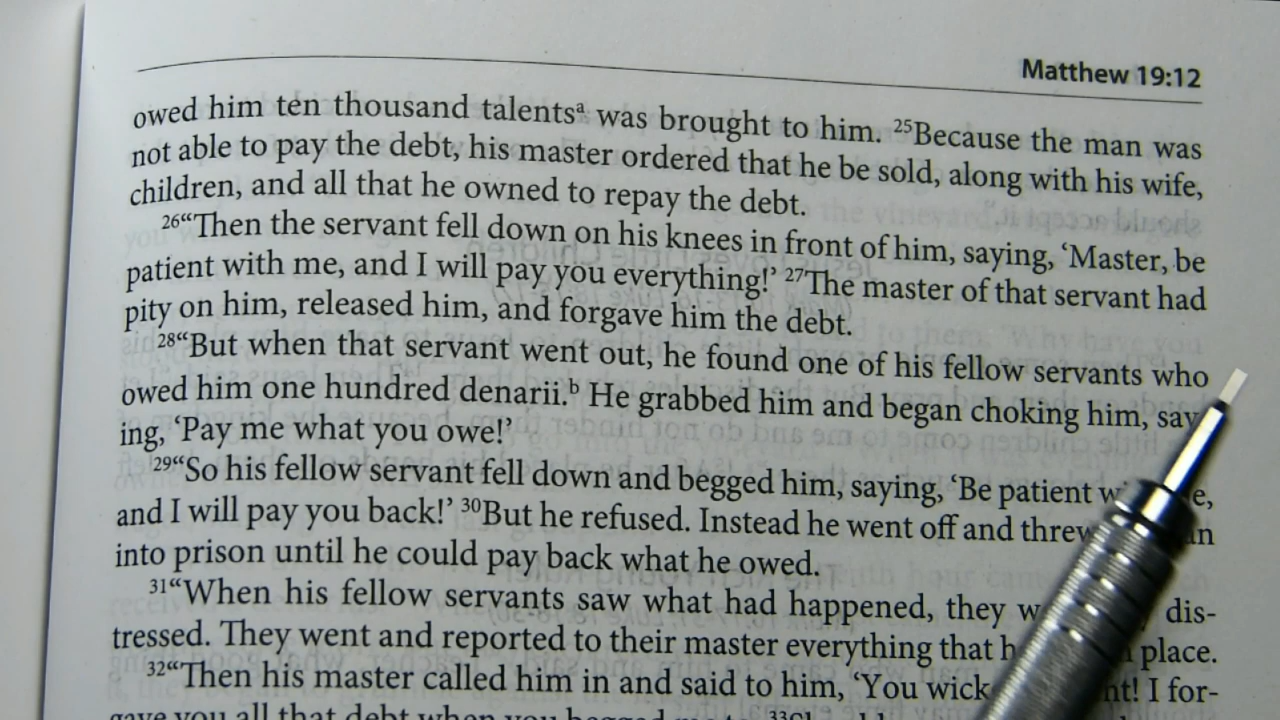 Matthew 19:12
owed him ten thousand talentsᵃ was brought to him. ²⁵Because the man was
not able to pay the debt, his master ordered that he be sold, along with his wife,
children, and all that he owned to repay the debt.
²⁶“‘Then the servant fell down on his knees in front of him, saying, ‘Master, be
patient with me, and I will pay you everything!’ ²⁷The master of that servant had
pity on him, released him, and forgave him the debt.
²⁸“But when that servant went out, he found one of his fellow servants who
owed him one hundred denarii.ᵇ He grabbed him and began choking him, say
ing, ‘Pay me what you owe!’
²⁹“So his fellow servant fell down and begged him, saying, ‘Be patient
and I will pay you back!’ ³⁰But he refused. Instead he went off and threw
into prison until he could pay back what he owed.
³¹“When his fellow servants saw what had happened, they dis-
tressed. They went and reported to their master everything that place.
³²“Then his master called him in and said to him, ‘You I for-
gave you all that debt when you begged